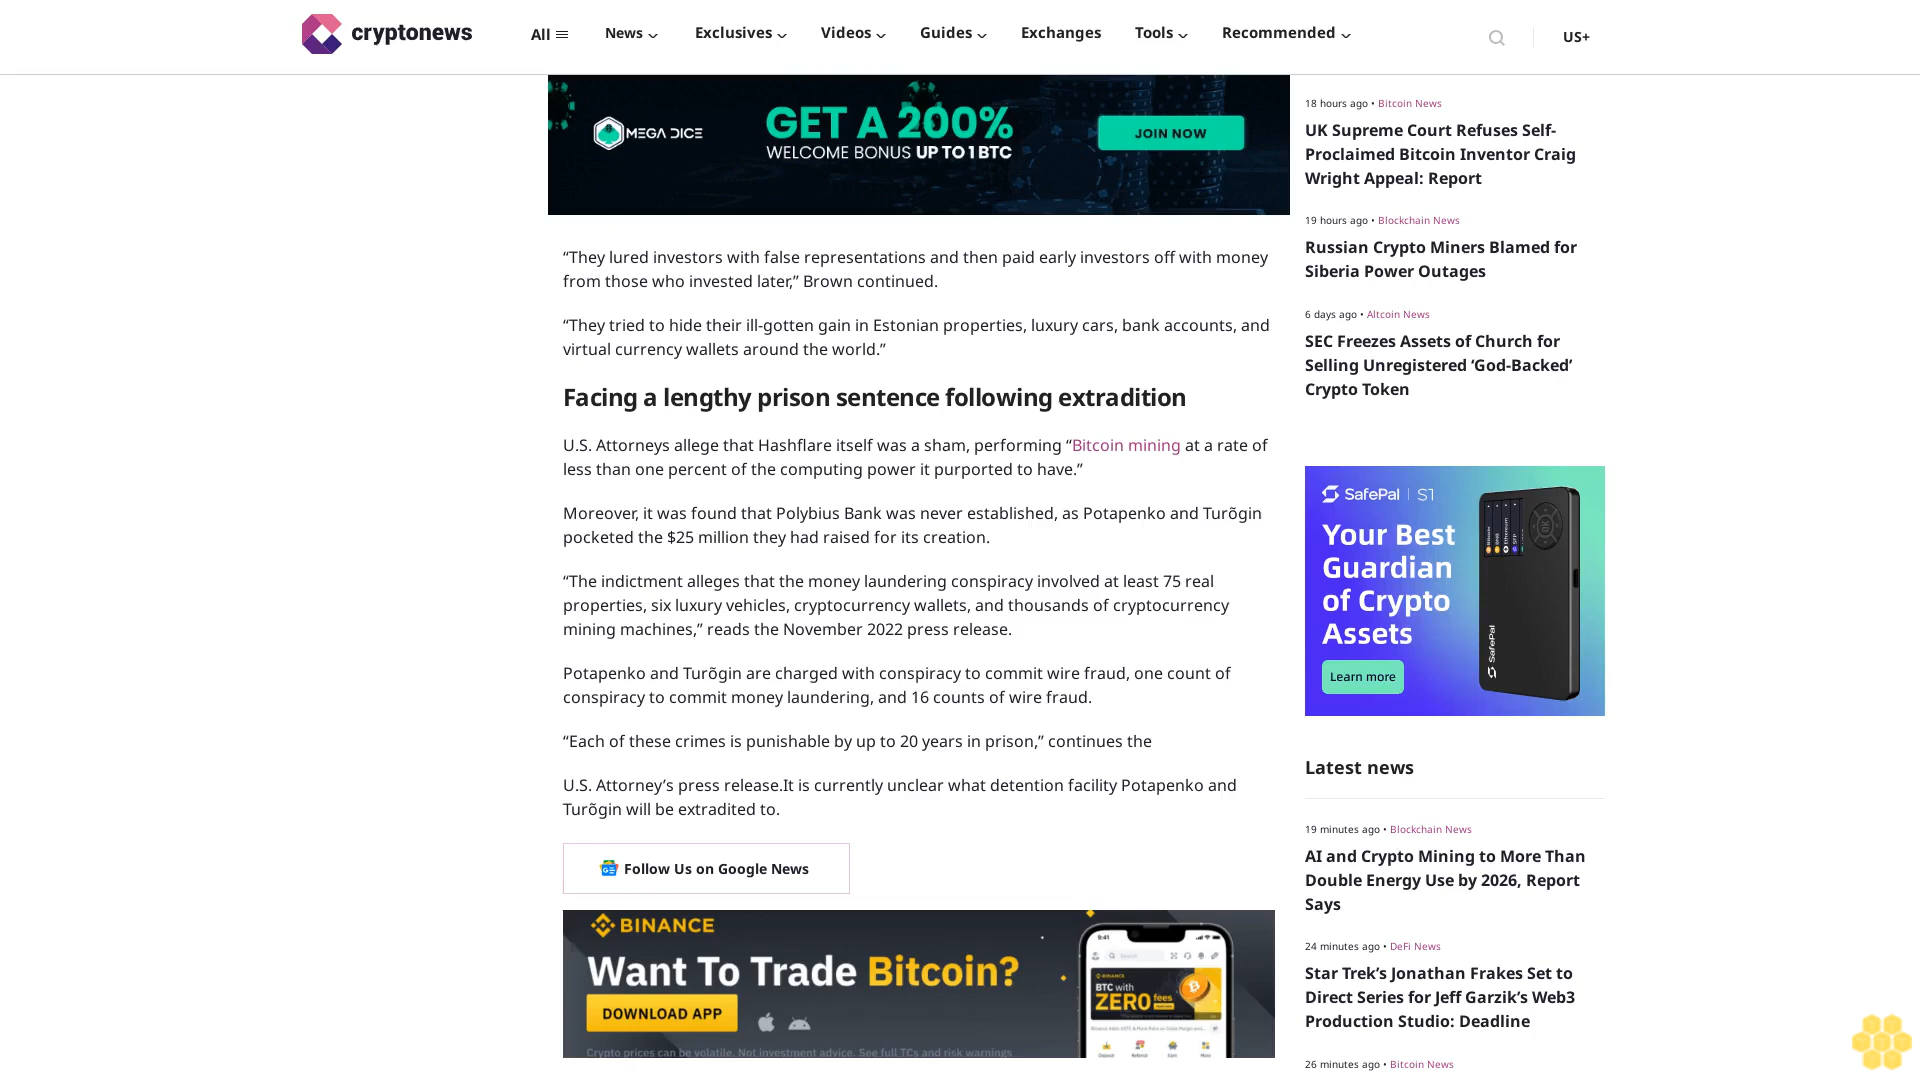 cryptonews
All
News
Exclusives
Videos
Guides
Exchanges
Tools
Recommended
US+
MEGA DICE
GET A 200%
WELCOME BONUS UP TO 1 BTC
JOIN NOW
“They lured investors with false representations and then paid early investors off with money
from those who invested later,” Brown continued.
“They tried to hide their ill-gotten gain in Estonian properties, luxury cars, bank accounts, and
virtual currency wallets around the world.”
Facing a lengthy prison sentence following extradition
U.S. Attorneys allege that Hashflare itself was a sham, performing “Bitcoin mining at a rate of
less than one percent of the computing power it purported to have.”
Moreover, it was found that Polybius Bank was never established, as Potapenko and Turõgin
pocketed the $25 million they had raised for its creation.
“The indictment alleges that the money laundering conspiracy involved at least 75 real
properties, six luxury vehicles, cryptocurrency wallets, and thousands of cryptocurrency
mining machines,” reads the November 2022 press release.
Potapenko and Turõgin are charged with conspiracy to commit wire fraud, one count of
conspiracy to commit money laundering, and 16 counts of wire fraud.
“Each of these crimes is punishable by up to 20 years in prison,” continues the
U.S. Attorney’s press release.It is currently unclear what detention facility Potapenko and
Turõgin will be extradited to.
Follow Us on Google News
BINANCE
Want To Trade Bitcoin?
DOWNLOAD APP
Crypto prices can be volatile. Not investment advice. See full TCs and risk warnings
9:41
Search
BINANCE
BTC with
ZERO fees
Deposit
Referral
Earn
More
18 hours ago • Bitcoin News
UK Supreme Court Refuses Self-
Proclaimed Bitcoin Inventor Craig
Wright Appeal: Report
19 hours ago • Blockchain News
Russian Crypto Miners Blamed for
Siberia Power Outages
6 days ago • Altcoin News
SEC Freezes Assets of Church for
Selling Unregistered ‘God-Backed’
Crypto Token
SafePal | S1
Your Best
Guardian
of Crypto
Assets
Learn more
Bitcoin
BNB
Ethereum
SFP
OK
SafePal
Latest news
19 minutes ago • Blockchain News
AI and Crypto Mining to More Than
Double Energy Use by 2026, Report
Says
24 minutes ago • DeFi News
Star Trek’s Jonathan Frakes Set to
Direct Series for Jeff Garzik’s Web3
Production Studio: Deadline
26 minutes ago • Bitcoin News